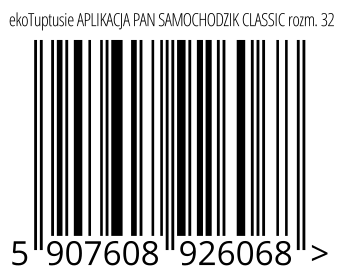 ekoTuptusie APLIKACJA PAN SAMOCHODZIK CLASSIC rozm. 32
5 907608 926068 >